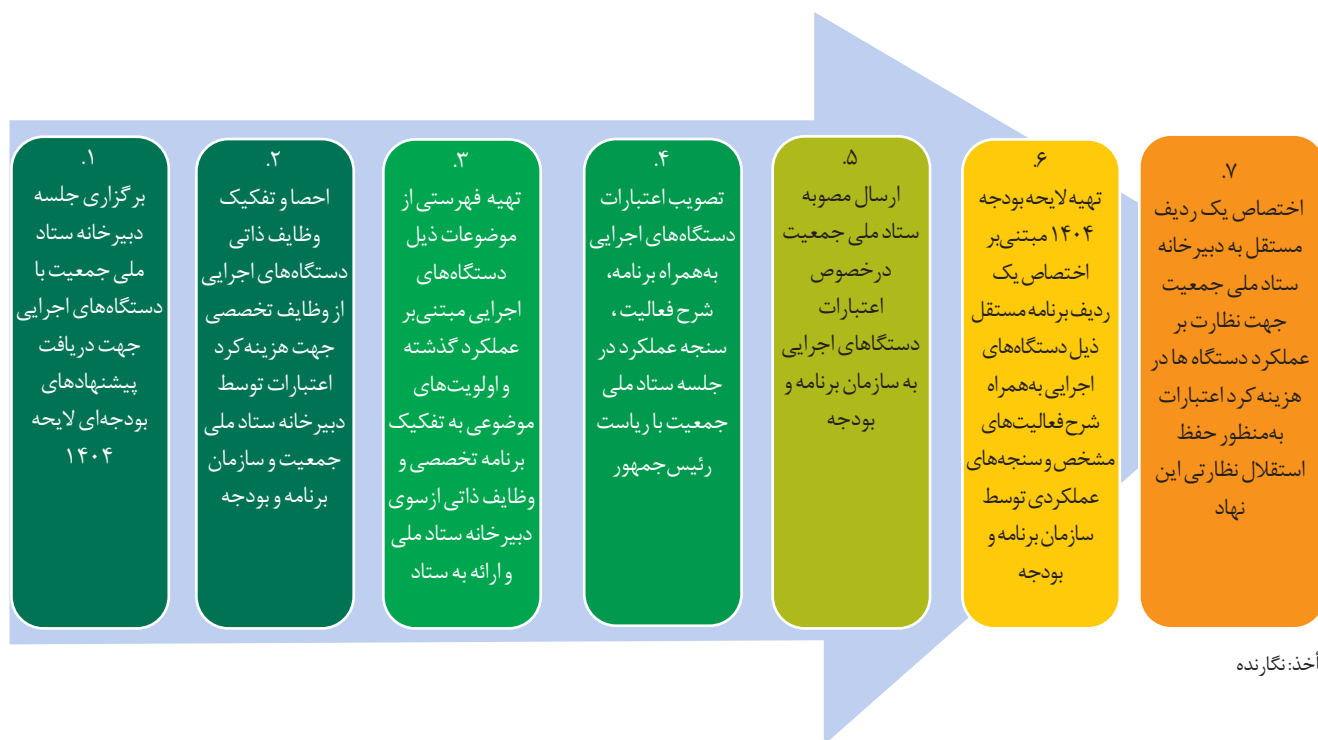 ۱.
برگزاری جلسه
دبیرخانه ستاد
ملی جمعیت با
دستگاه‌های اجرایی
جهت دریافت
پیشنهادهای
بودجه‌ای لایحه
۱۴۰۴
۲.
احصا و تفکیک
وظایف ذاتی
دستگاه‌های اجرایی
از وظایف تخصصی
جهت هزینه کرد
اعتبارات توسط
دبیرخانه ستاد ملی
جمعیت و سازمان
برنامه و بودجه
۳.
تهیه فهرستی از
موضوعات ذیل
دستگاه‌های
اجرایی مبتنی‌بر
عملکرد گذشته
و اولویت‌های
موضوعی به تفکیک
برنامه تخصصی و
وظایف ذاتی ازسوی
دبیرخانه ستاد ملی
و ارائه به ستاد
۴.
تصویب اعتبارات
دستگاه‌های اجرایی
به‌همراه برنامه،
شرح فعالیت ،
سنجه عملکرد در
جلسه ستاد ملی
جمعیت با ریاست
رئیس‌جمهور
۵.
ارسال مصوبه
ستاد ملی جمعیت
درخصوص
اعتبارات
دستگاهای اجرایی
به سازمان برنامه و
بودجه
۶.
تهیه لایحه بودجه
۱۴۰۴ مبتنی‌بر
اختصاص یک
ردیف برنامه مستقل
ذیل دستگاه‌های
اجرایی به‌همراه
شرح فعالیت‌های
مشخص و سنجه‌های
عملکردی توسط
سازمان برنامه و
بودجه
۷.
اختصاص یک ردیف
مستقل به دبیرخانه
ستاد ملی جمعیت
جهت نظارت بر
عملکرد دستگاه ها در
هزینه کرد اعتبارات
به‌منظور حفظ
استقلال نظارتی این
نهاد
أخذ: نگارنده